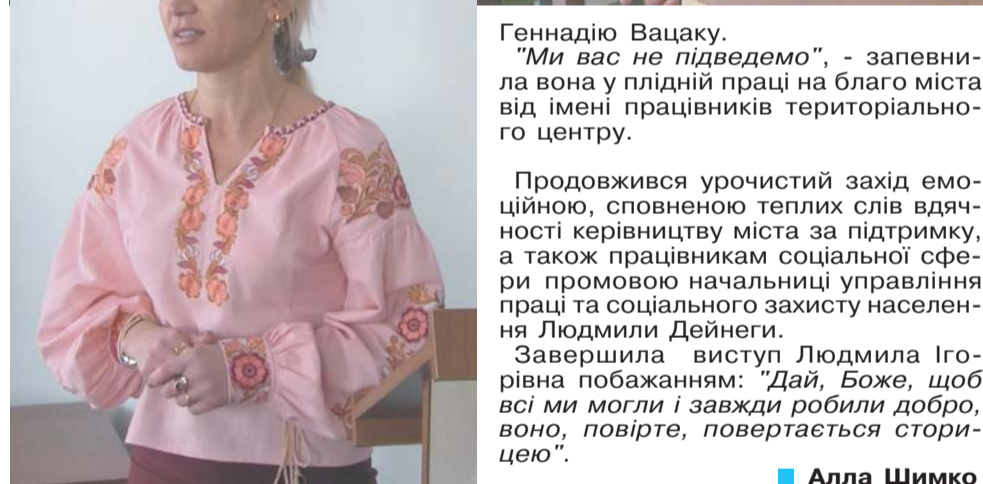 Геннадію Вацаку.
"Ми вас не підведемо", - запевни-
ла вона у плідній праці на благо міста
від імені працівників територіально-
го центру.
Продовжився урочистий захід емо-
ційною, сповненою теплих слів вдяч-
ності керівництву міста за підтримку,
а також працівникам соціальної сфе-
ри промовою начальниці управління
праці та соціального захисту населен-
ня Людмили Дейнеги.
Завершила виступ Людмила Іго-
рівна побажанням: "Дай, Боже, щоб
всі ми могли і завжди робили добро,
воно, повірте, повертається стори-
цею".
Алла Шимко